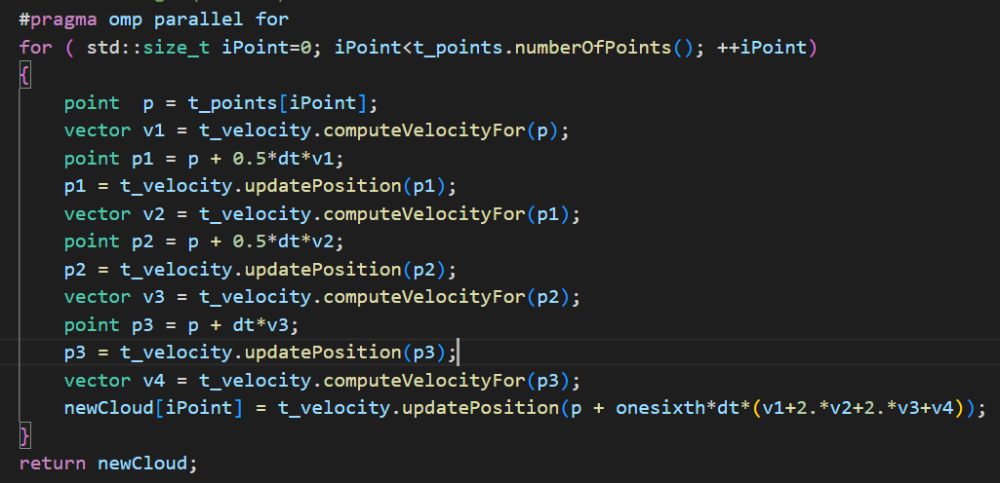 #pragma omp parallel for
for ( std::size_t iPoint=0; iPoint<t_points.numberOfPoints(); ++iPoint)
{
    point  p = t_points[iPoint];
    vector v1 = t_velocity.computeVelocityFor(p);
    point p1 = p + 0.5*dt*v1;
    p1 = t_velocity.updatePosition(p1);
    vector v2 = t_velocity.computeVelocityFor(p1);
    point p2 = p + 0.5*dt*v2;
    p2 = t_velocity.updatePosition(p2);
    vector v3 = t_velocity.computeVelocityFor(p2);
    point p3 = p + dt*v3;
    p3 = t_velocity.updatePosition(p3);
    vector v4 = t_velocity.computeVelocityFor(p3);
    newCloud[iPoint] = t_velocity.updatePosition(p + onesixth*dt*(v1+2.*v2+2.*v3+v4));
}
return newCloud;